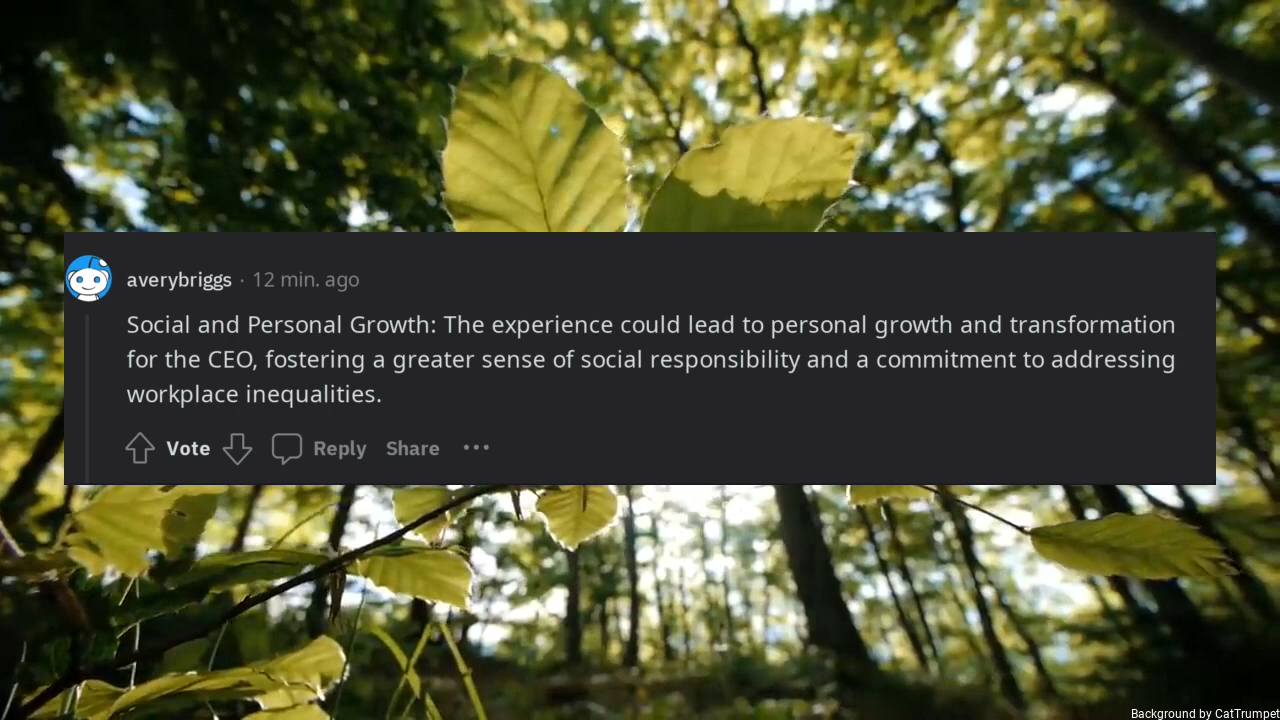 averybriggs · 12 min. ago
Social and Personal Growth: The experience could lead to personal growth and transformation
for the CEO, fostering a greater sense of social responsibility and a commitment to addressing
workplace inequalities.
Vote Reply Share ...
Background by CatTrumpet